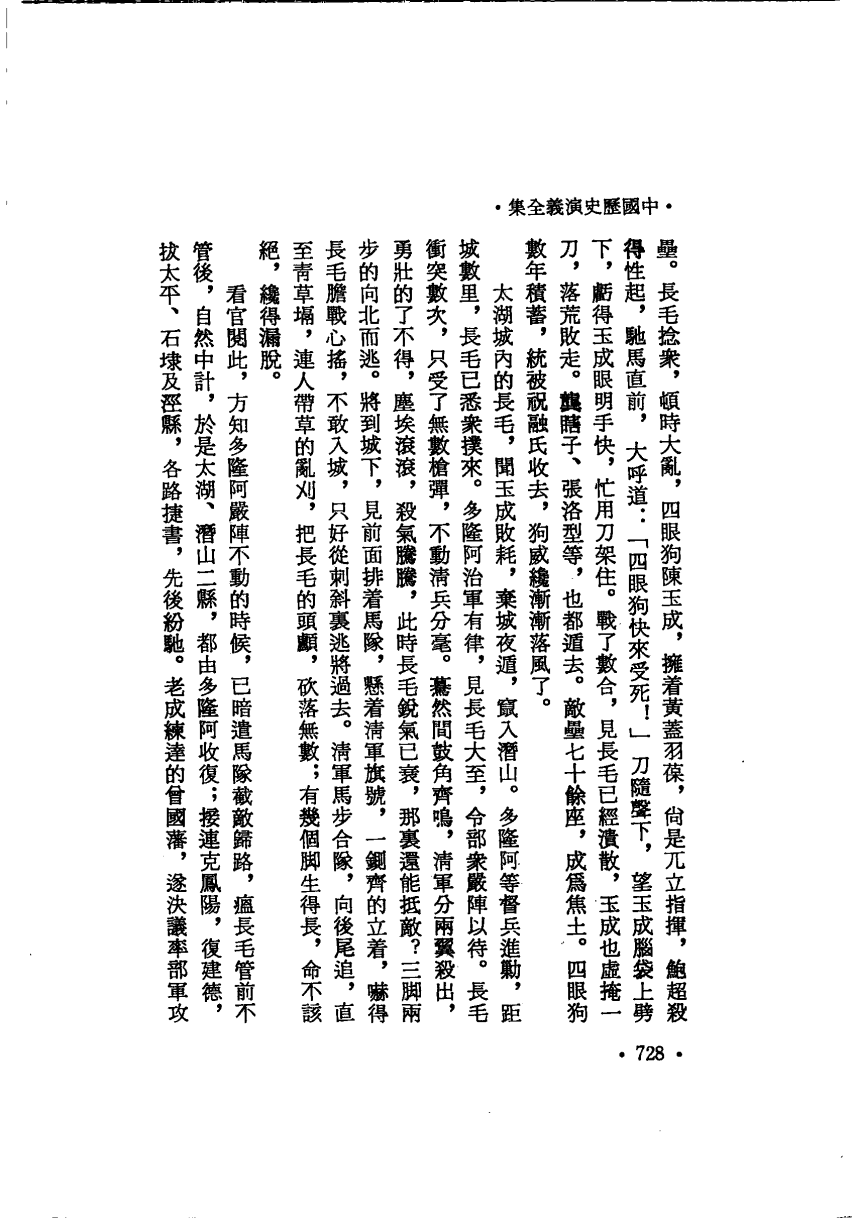 ·中國歷史演義全集·
壘。長毛捻衆，頓時大亂，四眼狗陳玉成，擁着黃蓋羽葆，尙是兀立指揮，鮑超殺
得性起，馳馬直前，大呼道：「四眼狗快來受死！」刀隨聲下，望玉成腦袋上劈
下，虧得玉成眼明手快，忙用刀架住。戰了數合，見長毛已經潰散，玉成也虛掩一
刀，落荒敗走。龔瞎子、張洛型等，也都遁去。敵壘七十餘座，成爲焦土。四眼狗
數年積蓄，統被祝融氏收去，狗威纔漸漸落風了。
太湖城內的長毛，聞玉成敗耗，棄城夜遁，竄入潛山。多隆阿等督兵進勦，距
城數里，長毛已悉衆撲來。多隆阿治軍有律，見長毛大至，令部衆嚴陣以待。長毛
衝突數次，只受了無數槍彈，不動淸兵分毫。驀然間鼓角齊鳴，淸軍分兩翼殺出，
勇壯的了不得，塵埃滾滾，殺氣騰騰，此時長毛銳氣已衰，那裏還能抵敵？三脚兩
步的向北而逃。將到城下，見前面排着馬隊，懸着淸軍旗號，一剷齊的立着，嚇得
長毛膽戰心搖，不敢入城，只好從刺斜裏逃將過去。淸軍馬步合隊，向後尾追，直
至靑草塥，連人帶草的亂刈，把長毛的頭顱，砍落無數；有幾個脚生得長，命不該
絕，纔得漏脫。
看官閱此，方知多隆阿嚴陣不動的時候，已暗遣馬隊截敵歸路，瘟長毛管前不
管後，自然中計，於是太湖、潛山二縣，都由多隆阿收復；接連克鳳陽，復建德，
拔太平、石埭及涇縣，各路捷書，先後紛馳。老成練達的曾國藩，遂決議率部軍攻
·728·